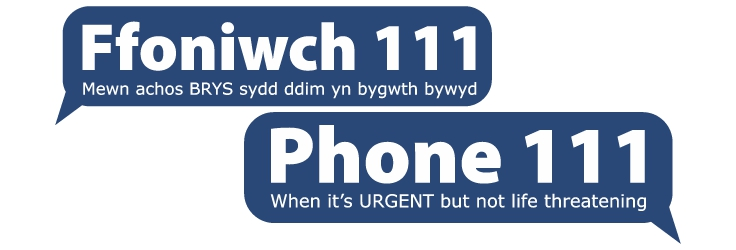 Ffoniwch 111
Mewn achos BRYS sydd ddim yn bygwth bywyd
Phone 111
When it's URGENT but not life threatening